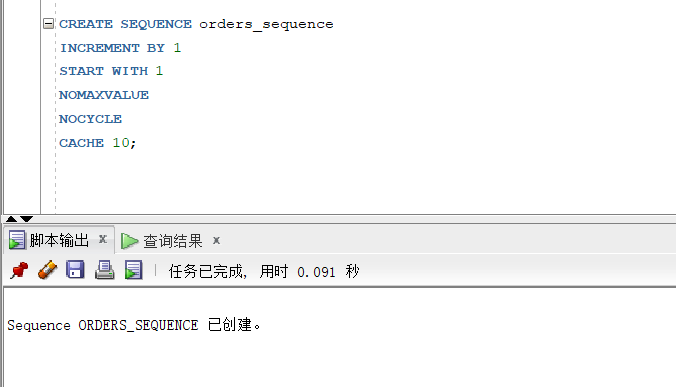 CREATE SEQUENCE orders_sequence
INCREMENT BY 1
START WITH 1
NOMAXVALUE
NOCYCLE
CACHE 10;
脚本输出 x 查询结果 x
任务已完成, 用时 0.091 秒
Sequence ORDERS_SEQUENCE 已创建。